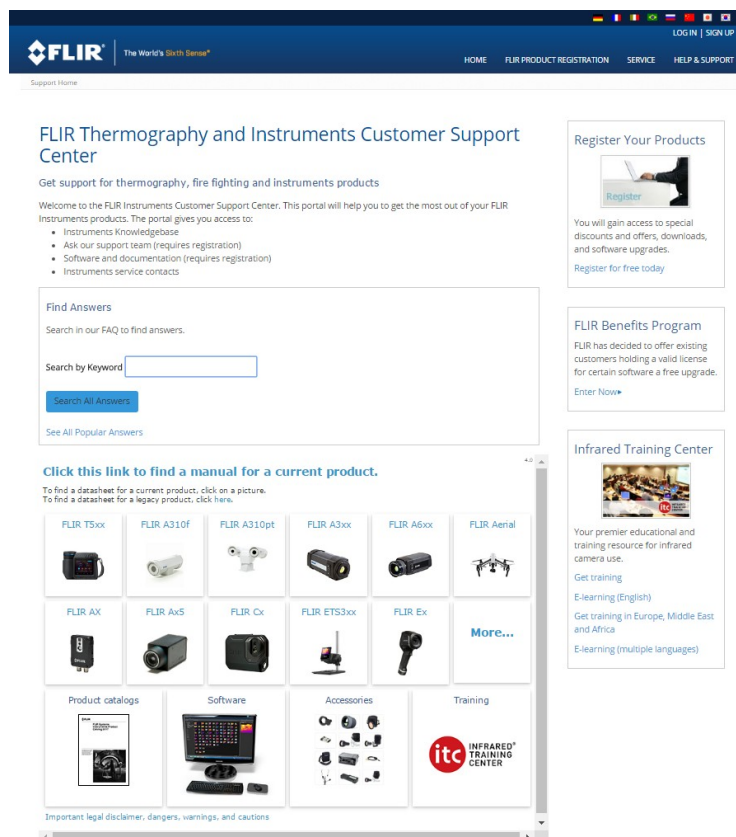 LOG IN | SIGN UP
FLIR®
The World's Sixth Sense®
HOME FLIR PRODUCT REGISTRATION SERVICE HELP & SUPPORT
Support Home
FLIR Thermography and Instruments Customer Support
Center
Get support for thermography, fire fighting and instruments products
Welcome to the FLIR Instruments Customer Support Center. This portal will help you to get the most out of your FLIR
Instruments products. The portal gives you access to:
• Instruments Knowledgebase
• Ask our support team (requires registration)
• Software and documentation (requires registration)
• Instruments service contacts
Find Answers
Search in our FAQ to find answers.
Search by Keyword
Search All Answers
See All Popular Answers
4.0
Click this link to find a manual for a current product.
To find a datasheet for a current product, click on a picture.
To find a datasheet for a legacy product, click here.
FLIR T5xx FLIR A310f FLIR A310pt FLIR A3xx FLIR A6xx FLIR Aerial
FLIR AX FLIR Ax5 FLIR Cx FLIR ETS3xx FLIR Ex
More...
Product catalogs Software Accessories Training
itc INFRARED®
TRAINING
CENTER
Important legal disclaimer, dangers, warnings, and cautions
Register Your Products
Register
You will gain access to special
discounts and offers, downloads,
and software upgrades.
Register for free today
FLIR Benefits Program
FLIR has decided to offer existing
customers holding a valid license
for certain software a free upgrade.
Enter Now▸
Infrared Training Center
itc
Your premier educational and
training resource for infrared
camera use.
Get training
E-learning (English)
Get training in Europe, Middle East
and Africa
E-learning (multiple languages)